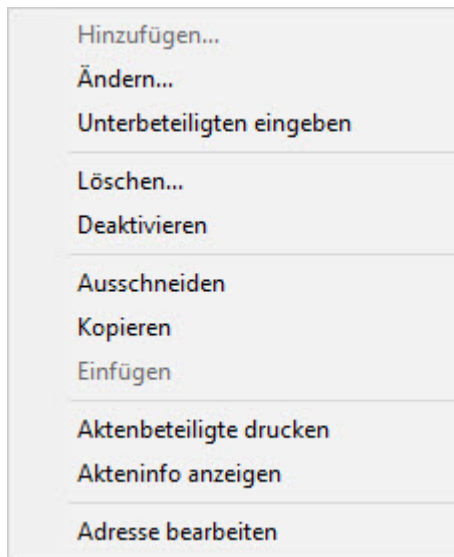 Hinzufügen...
Ändern...
Unterbeteiligten eingeben
Löschen...
Deaktivieren
Ausschneiden
Kopieren
Einfügen
Aktenbeteiligte drucken
Akteninfo anzeigen
Adresse bearbeiten